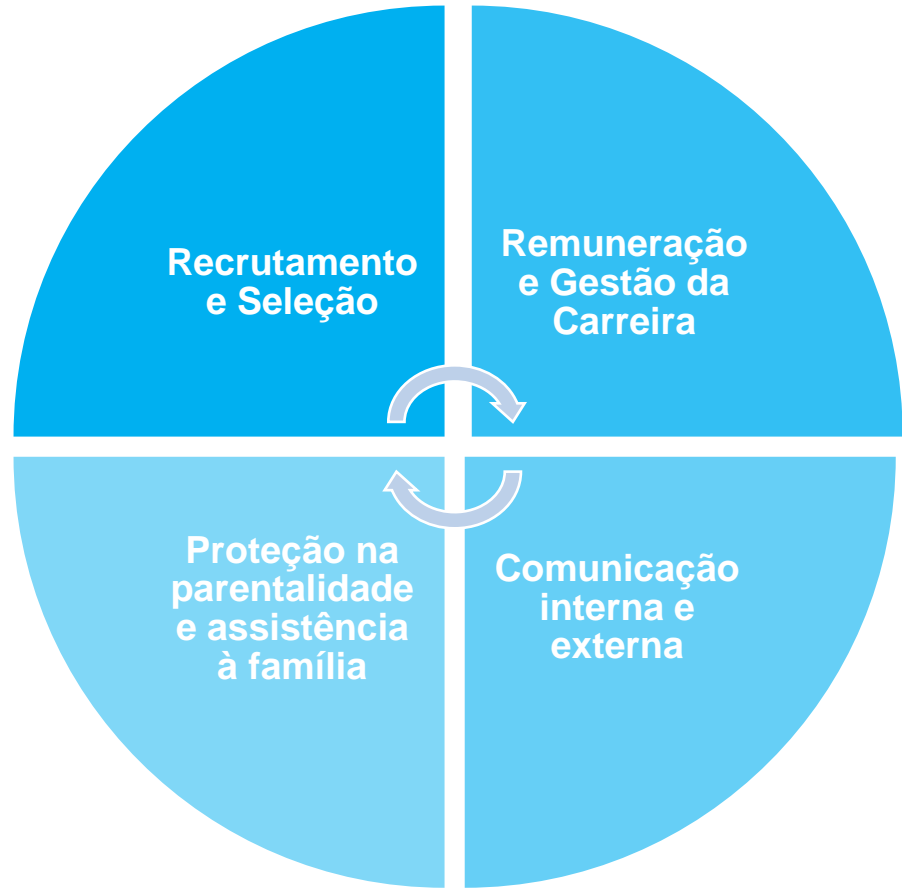 Recrutamento
e Seleção
Remuneração
e Gestão da
Carreira
Proteção na
parentalidade
e assistência
à família
Comunicação
interna e
externa